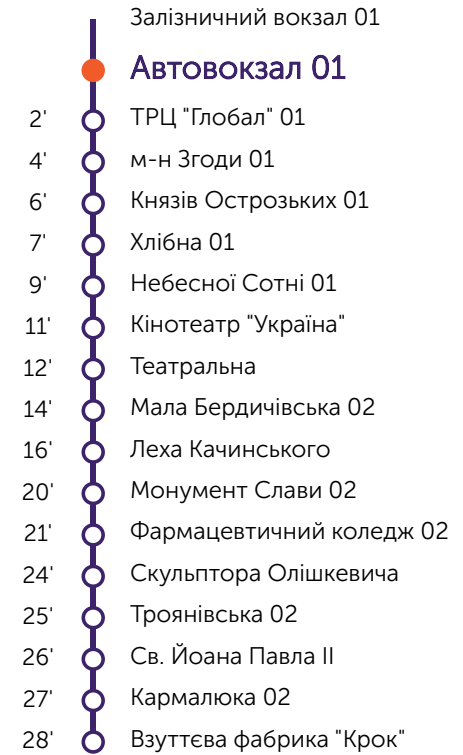 Залізничний вокзал 01
Автовокзал 01
2' ТРЦ "Глобал" 01
4' м-н Згоди 01
6' Князів Острозьких 01
7' Хлібна 01
9' Небесної Сотні 01
11' Кінотеатр "Україна"
12' Театральна
14' Мала Бердичівська 02
16' Леха Качинського
20' Монумент Слави 02
21' Фармацевтичний коледж 02
24' Скульптора Олішкевича
25' Троянівська 02
26' Св. Йоана Павла ІІ
27' Кармалюка 02
28' Взуттєва фабрика "Крок"